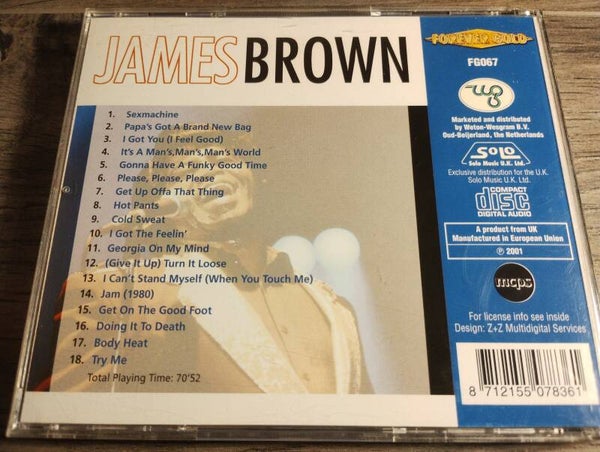 JAMES BROWN
1. Sexmachine
2. Papa's Got A Brand New Bag
3. I Got You (I Feel Good)
4. It's A Man's,Man's,Man's World
5. Gonna Have A Funky Good Time
6. Please, Please, Please
7. Get Up Offa That Thing
8. Hot Pants
9. Cold Sweat
10. I Got The Feelin'
11. Georgia On My Mind
12. (Give It Up) Turn It Loose
13. I Can't Stand Myself (When You Touch Me)
14. Jam (1980)
15. Get On The Good Foot
16. Doing It To Death
17. Body Heat
18. Try Me
Total Playing Time: 70'52
FOREVER GOLD
FG067
wg
Marketed and distributed
by Weton-Wesgram B.V.
Oud-Beijerland, the Netherlands
SOLO
Solo Music U.K. Ltd.
Exclusive distribution for the U.K.
Solo Music U.K. Ltd.
COMPACT
disc
DIGITAL AUDIO
A product from UK
Manufactured in European Union
℗ 2001
mcps
For license info see inside
Design: Z+Z Multidigital Services
8 712155 078361